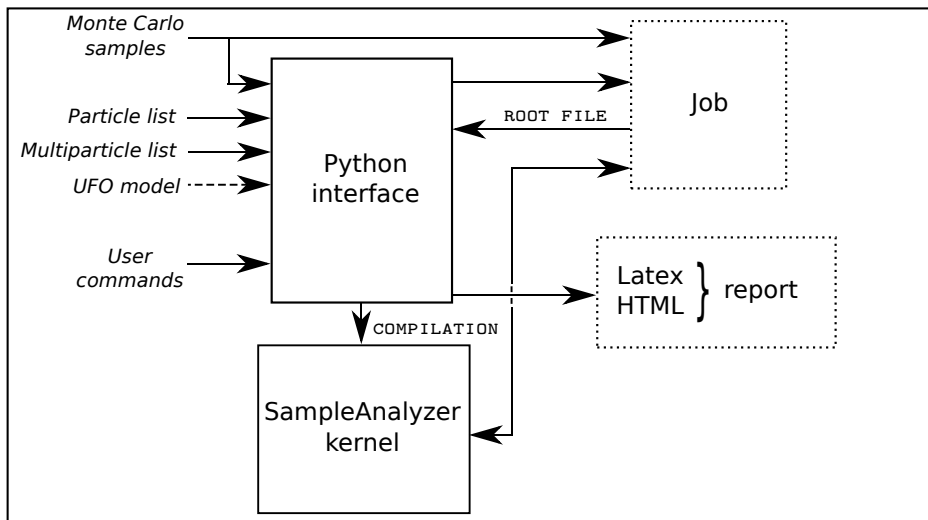 Monte Carlo
samples
Particle list
Multiparticle list
UFO model
User
commands
Python
interface
Job
ROOT FILE
Latex
HTML
} report
COMPILATION
SampleAnalyzer
kernel